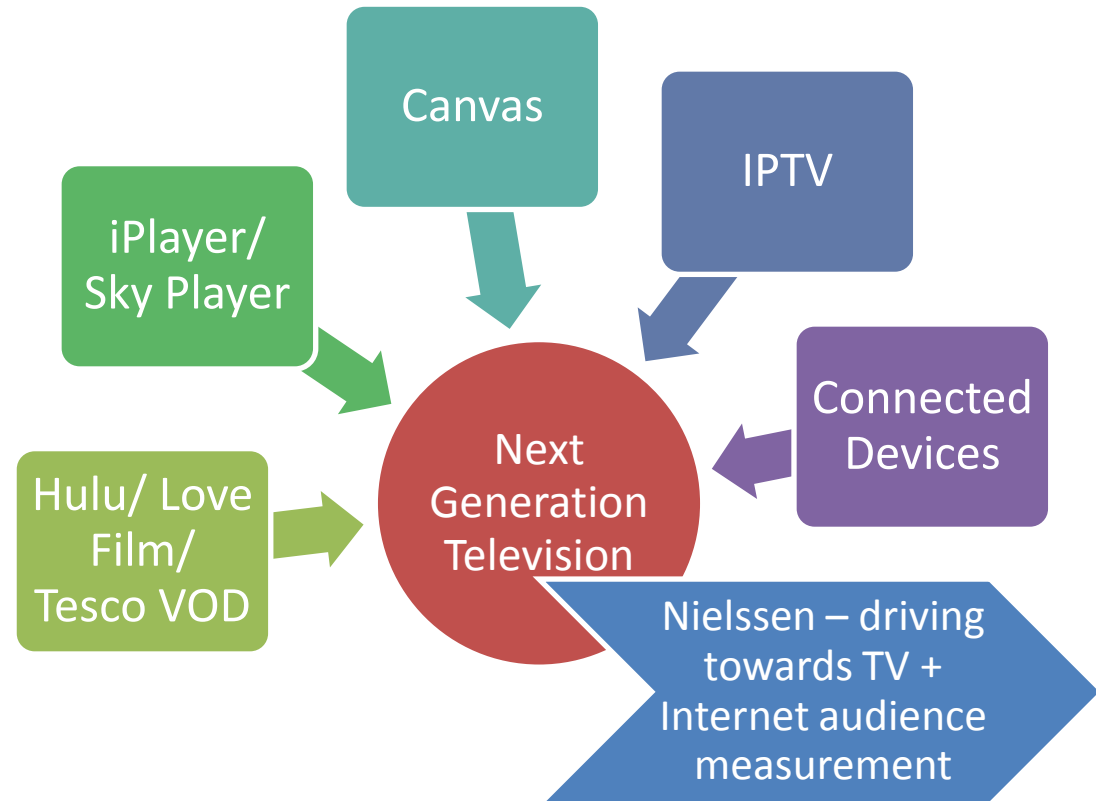 Canvas
IPTV
iPlayer/
Sky Player
Connected
Devices
Next
Generation
Television
Hulu/ Love
Film/
Tesco VOD
Nielssen – driving
towards TV +
Internet audience
measurement